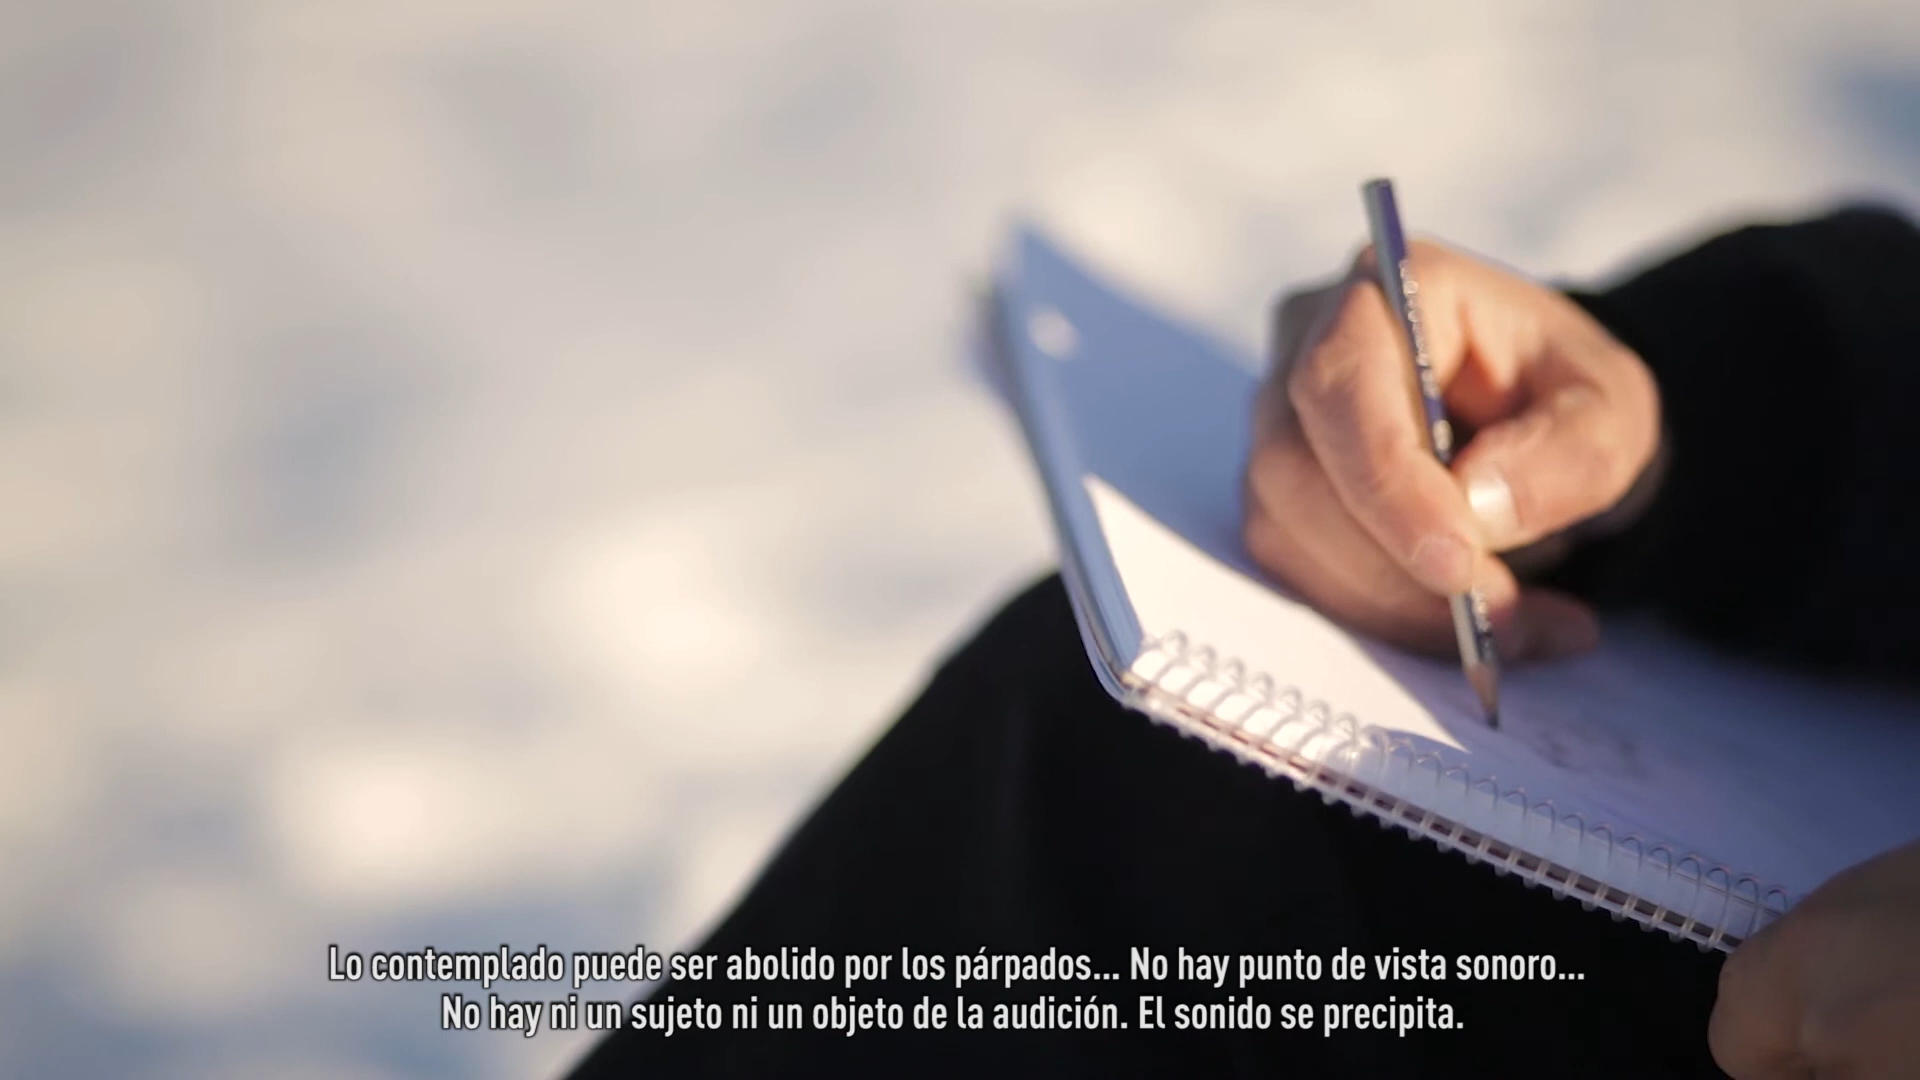 Lo contemplado puede ser abolido por los párpados... No hay punto de vista sonoro...
No hay ni un sujeto ni un objeto de la audición. El sonido se precipita.